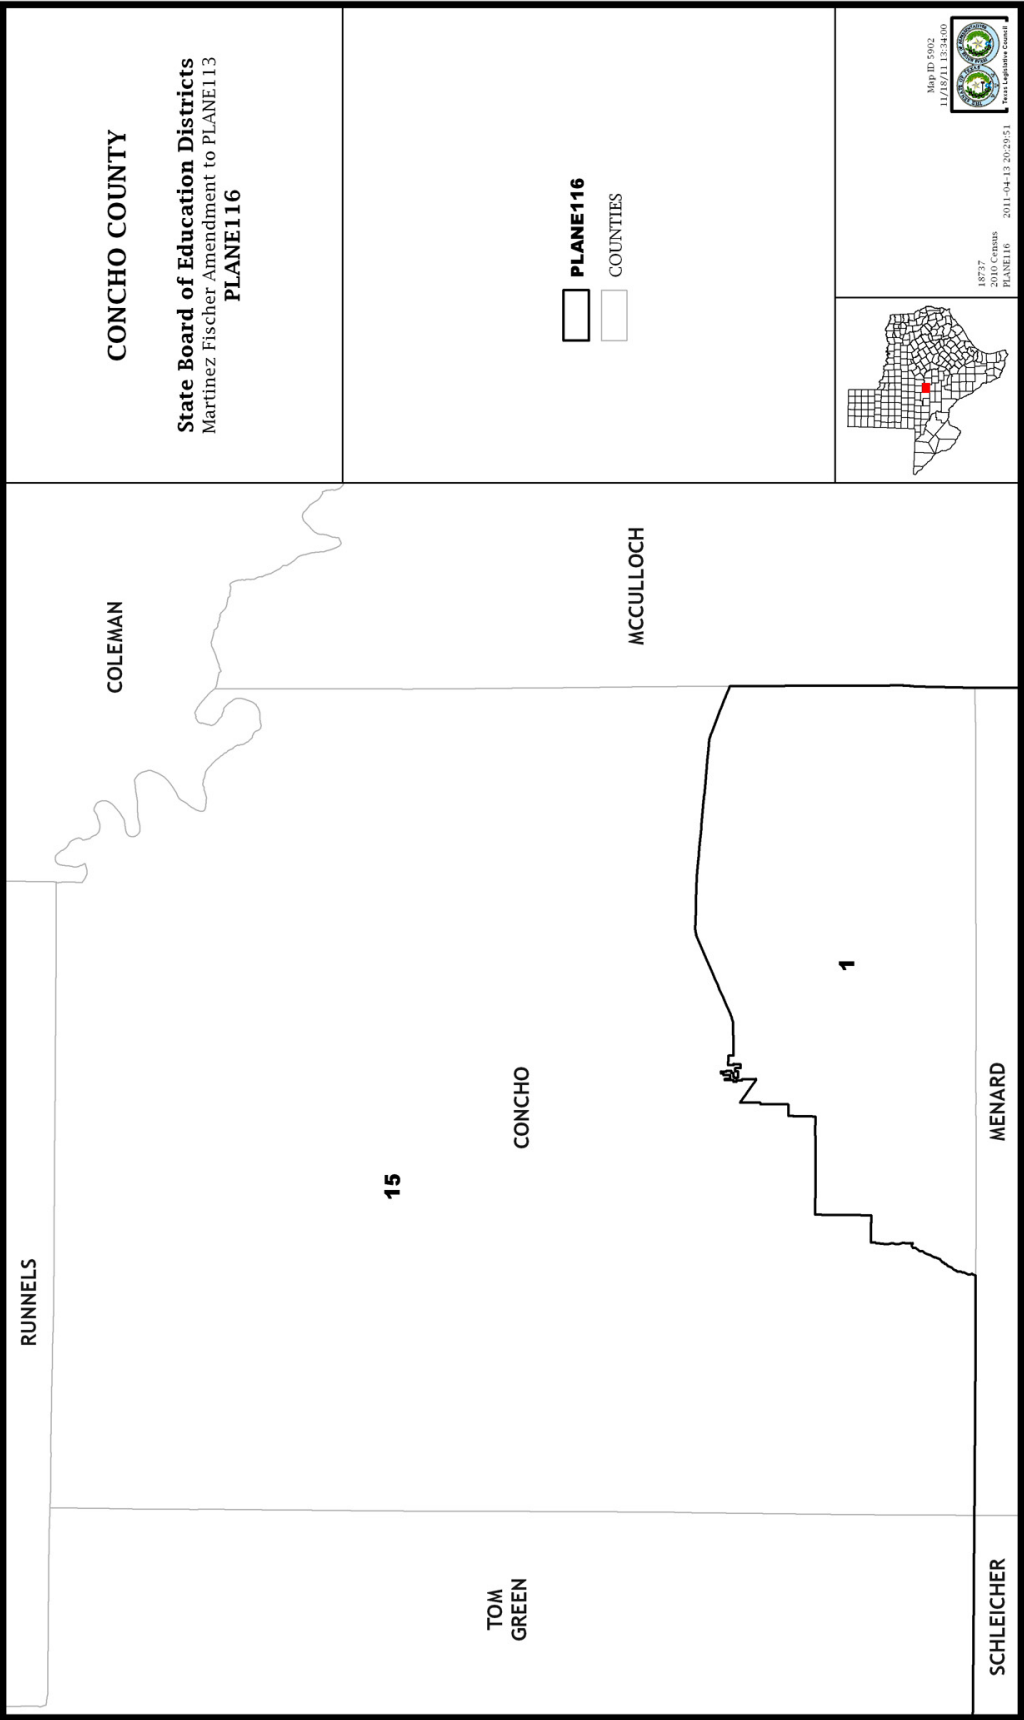 CONCHO COUNTY
State Board of Education Districts
Martinez Fischer Amendment to PLANE113
PLANE116
PLANE116
COUNTIES
Map ID 5902
11/18/11 13:34:00
Texas Legislative Council
18737
2010 Census
PLANE116
2011-04-13 20:29:51
RUNNELS
COLEMAN
MCCULLOCH
15
CONCHO
1
TOM
GREEN
SCHLEICHER
MENARD